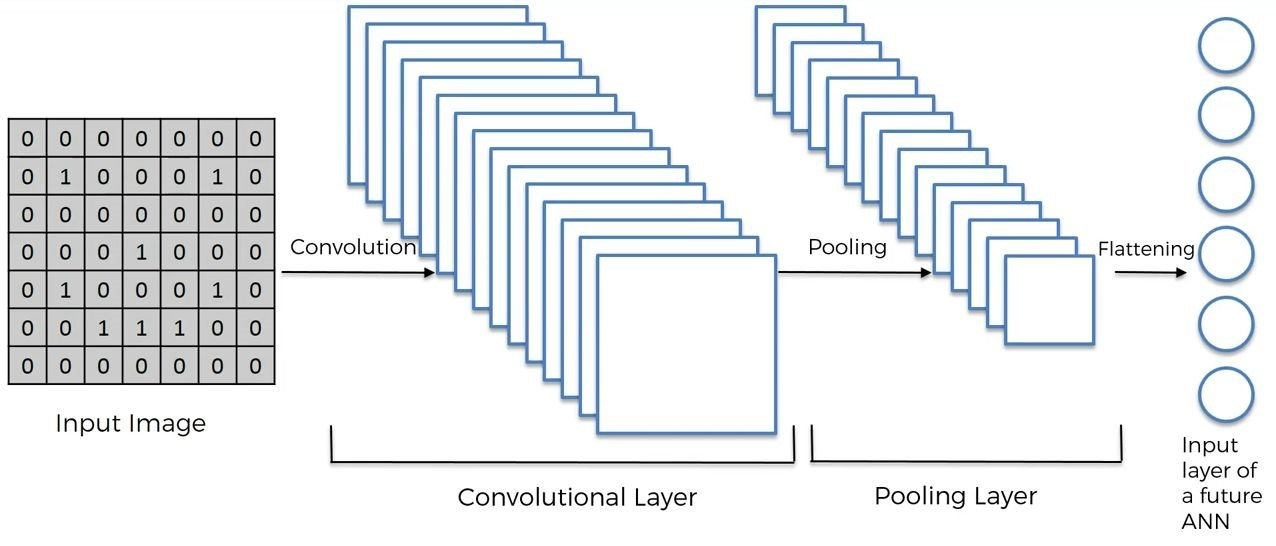 0 0 0 0 0 0 0
0 1 0 0 0 1 0
0 0 0 0 0 0 0
0 0 0 1 0 0 0
0 1 0 0 0 1 0
0 0 1 1 1 0 0
0 0 0 0 0 0 0
Input Image
Convolution
Convolutional Layer
Pooling
Pooling Layer
Flattening
Input
layer of
a future
ANN